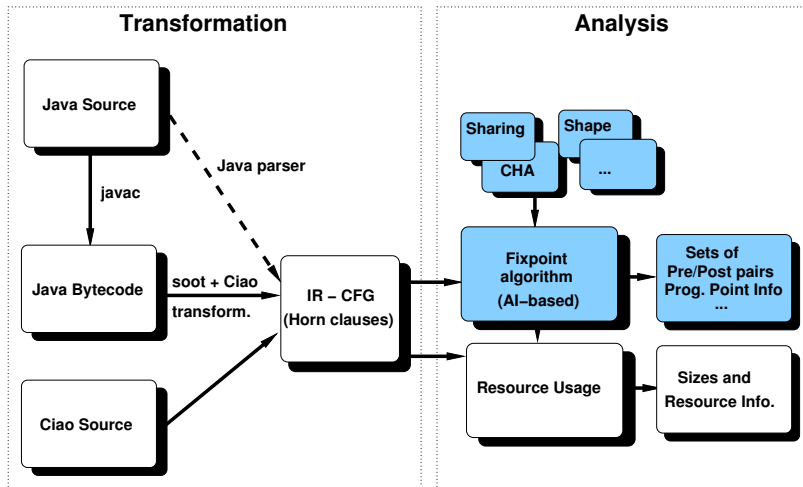 Transformation
Java Source
Java parser
javac
Java Bytecode
soot + Ciao
transform.
IR – CFG
(Horn clauses)
Ciao Source
Analysis
Sharing
Shape
CHA
...
Fixpoint
algorithm
(AI–based)
Sets of
Pre/Post pairs
Prog. Point Info
...
Resource Usage
Sizes and
Resource Info.